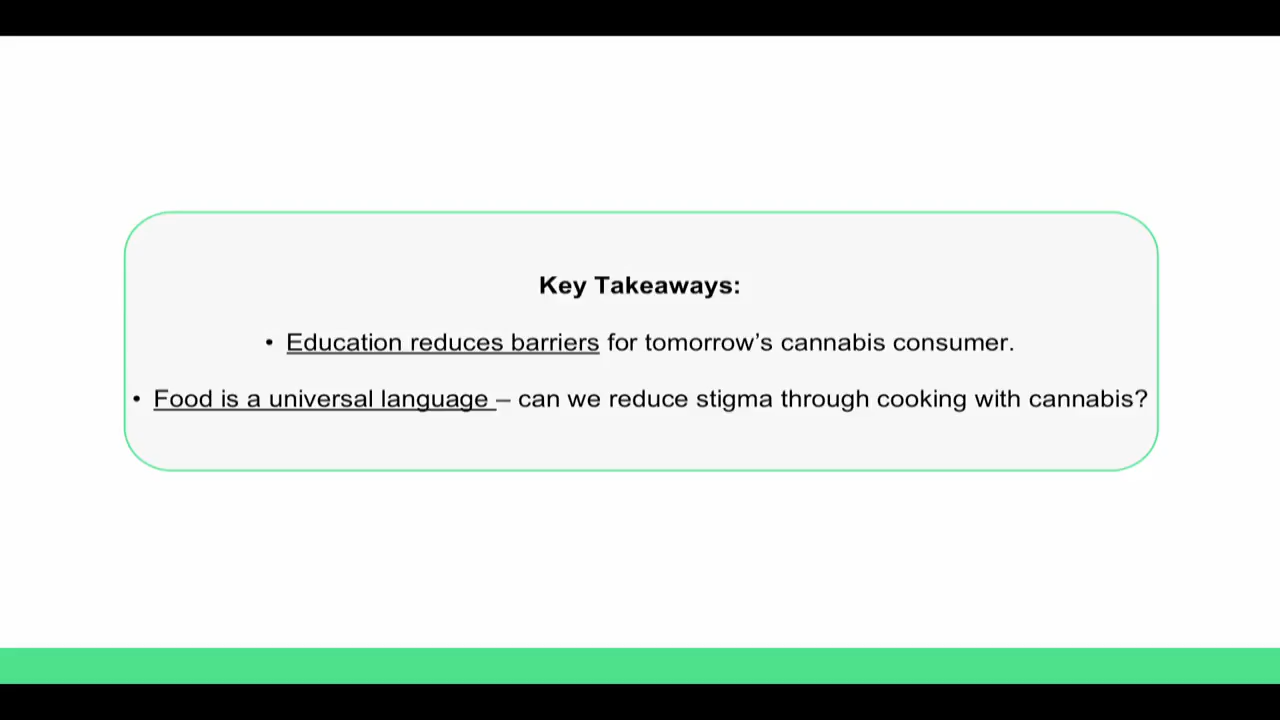 Key Takeaways:
• Education reduces barriers for tomorrow’s cannabis consumer.
• Food is a universal language – can we reduce stigma through cooking with cannabis?